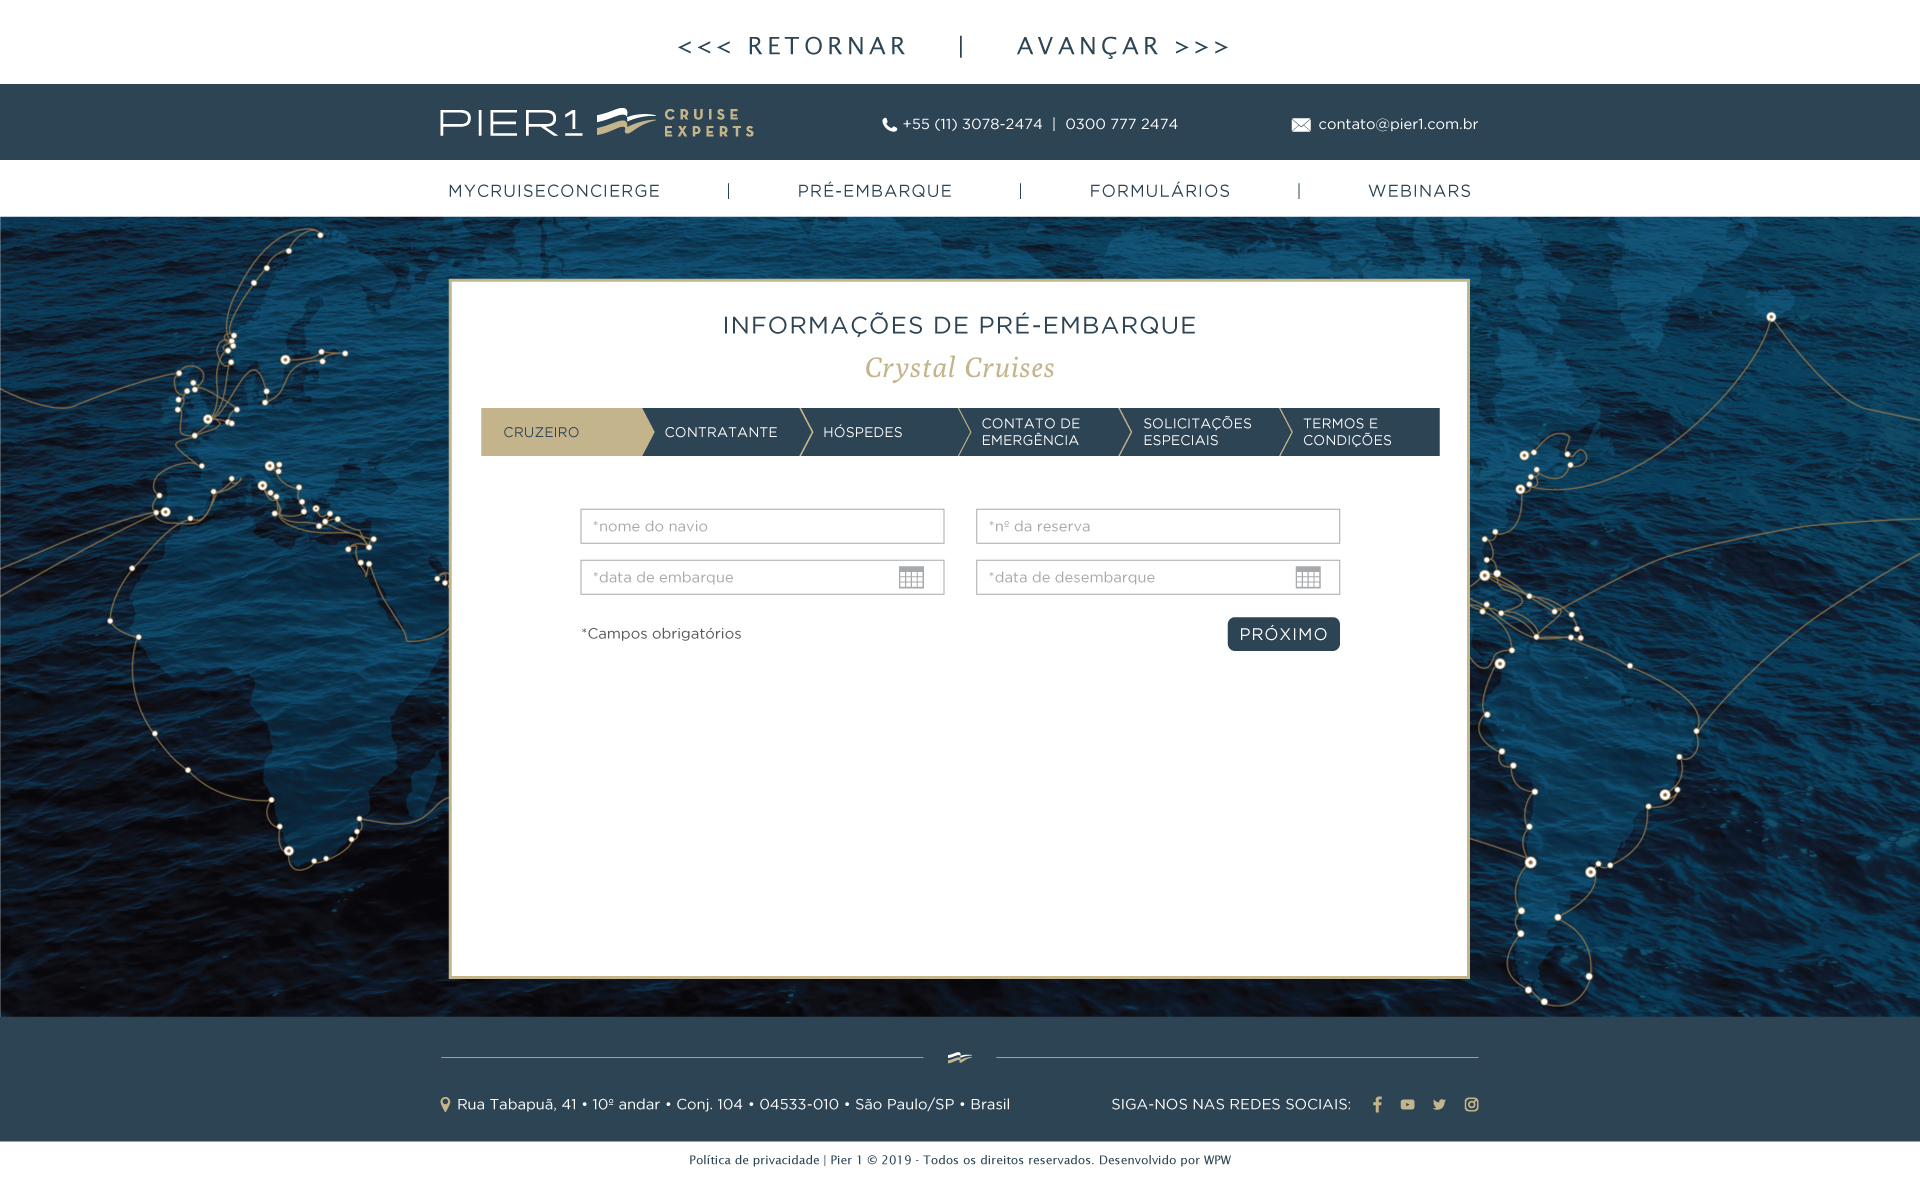 <<< RETORNAR | AVANÇAR >>>
PIER1 CRUISE EXPERTS
+55 (11) 3078-2474 | 0300 777 2474
contato@pier1.com.br
MYCRUISECONCIERGE | PRÉ-EMBARQUE | FORMULÁRIOS | WEBINARS
INFORMAÇÕES DE PRÉ-EMBARQUE
Crystal Cruises
CRUZEIRO
CONTRATANTE
HÓSPEDES
CONTATO DE
EMERGÊNCIA
SOLICITAÇÕES
ESPECIAIS
TERMOS E
CONDIÇÕES
*nome do navio
*nº da reserva
*data de embarque
*data de desembarque
*Campos obrigatórios
PRÓXIMO
Rua Tabapuã, 41 • 10º andar • Conj. 104 • 04533-010 • São Paulo/SP • Brasil
SIGA-NOS NAS REDES SOCIAIS:
Política de privacidade | Pier 1 © 2019 - Todos os direitos reservados. Desenvolvido por WPW